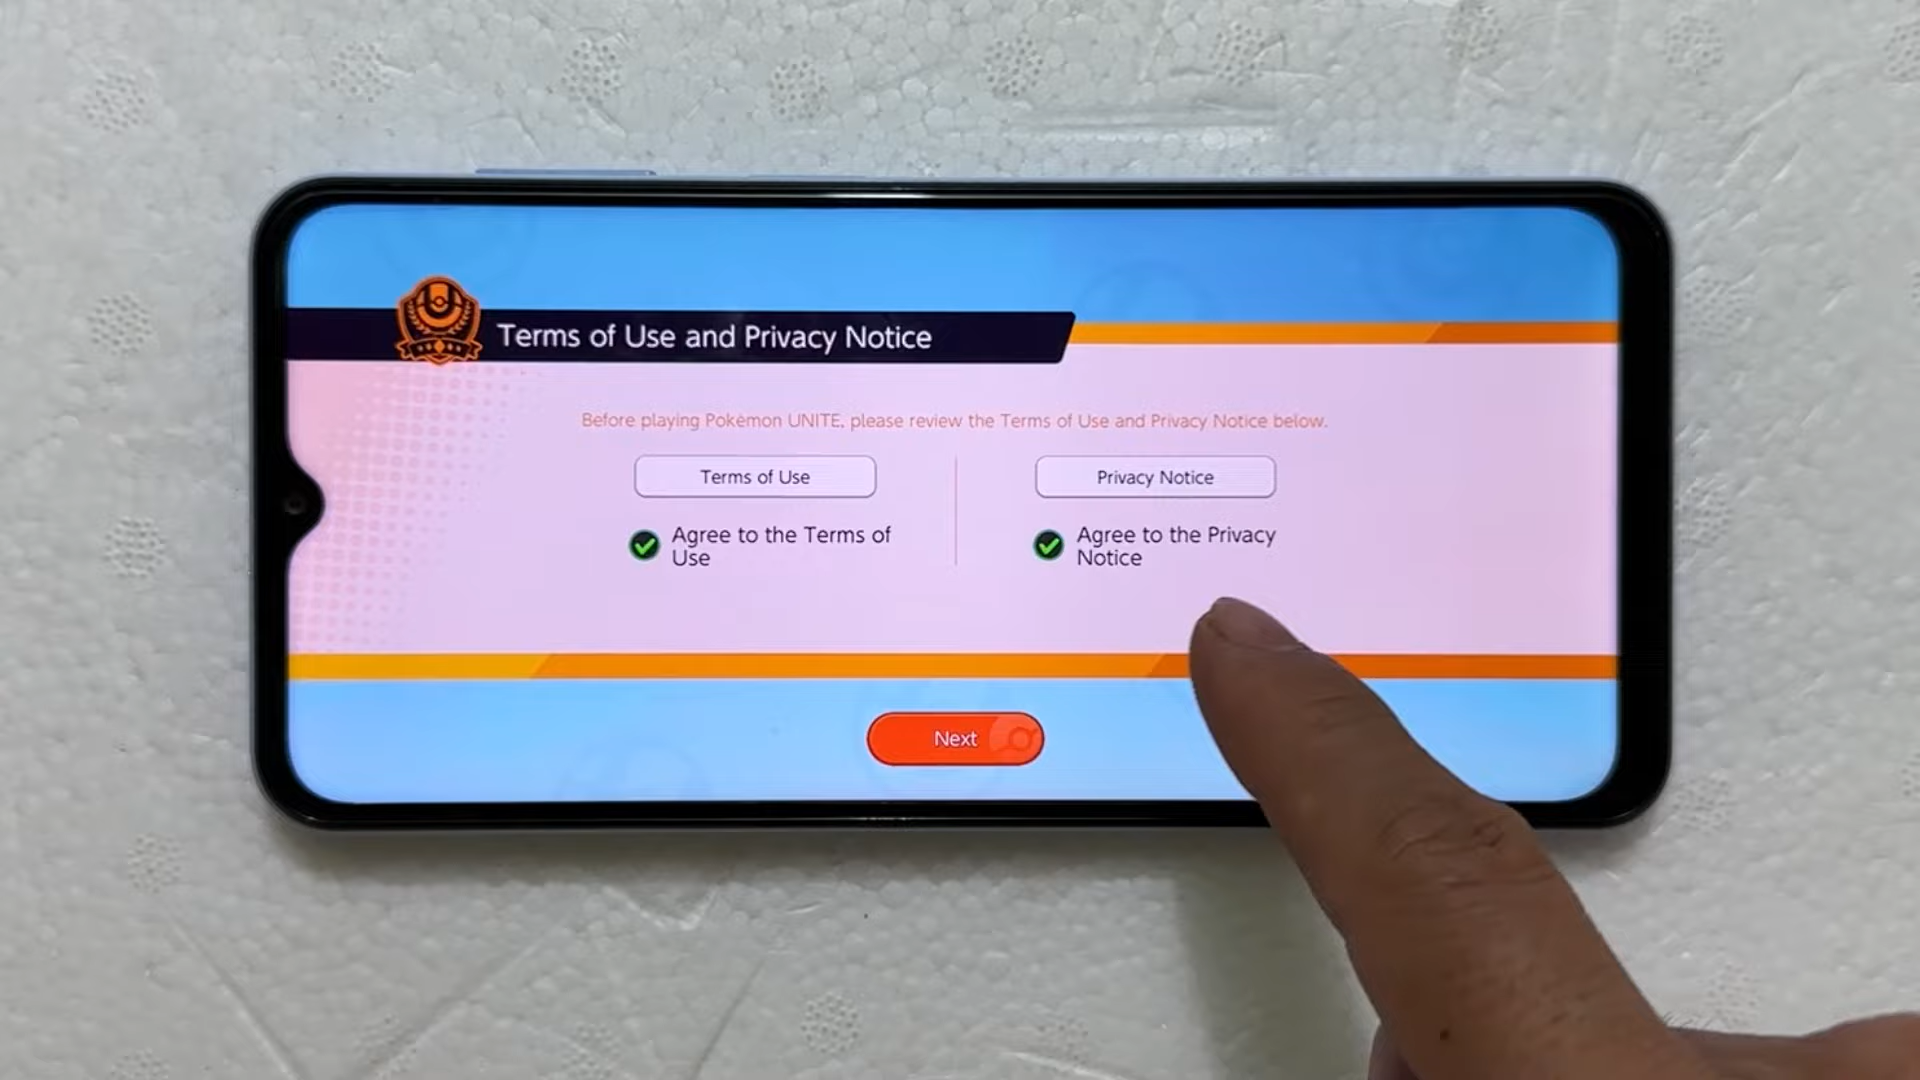 Terms of Use and Privacy Notice
Before playing Pokémon UNITE, please review the Terms of Use and Privacy Notice below.
Terms of Use
Privacy Notice
Agree to the Terms of
Use
Agree to the Privacy
Notice
Next